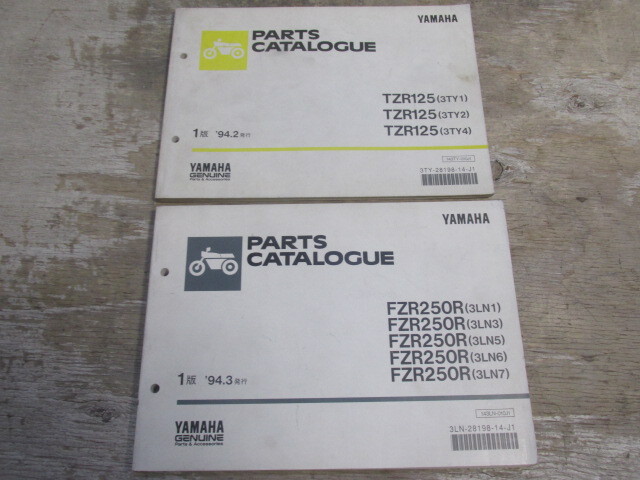 YAMAHA
PARTS
CATALOGUE
TZR125(3TY1)
TZR125(3TY2)
TZR125(3TY4)
1版 '94.2発行
YAMAHA
GENUINE
Parts & Accessories
3TY-28198-14-J1
YAMAHA
PARTS
CATALOGUE
FZR250R(3LN1)
FZR250R(3LN3)
FZR250R(3LN5)
FZR250R(3LN6)
FZR250R(3LN7)
1版 '94.3発行
YAMAHA
GENUINE
Parts & Accessories
3LN-28198-14-J1